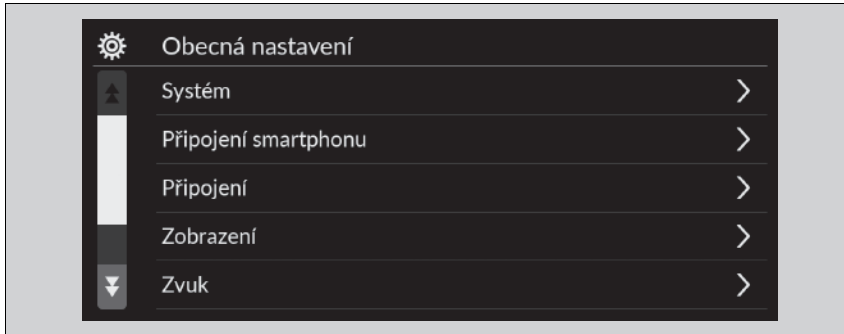 Obecná nastavení
Systém
Připojení smartphonu
Připojení
Zobrazení
Zvuk